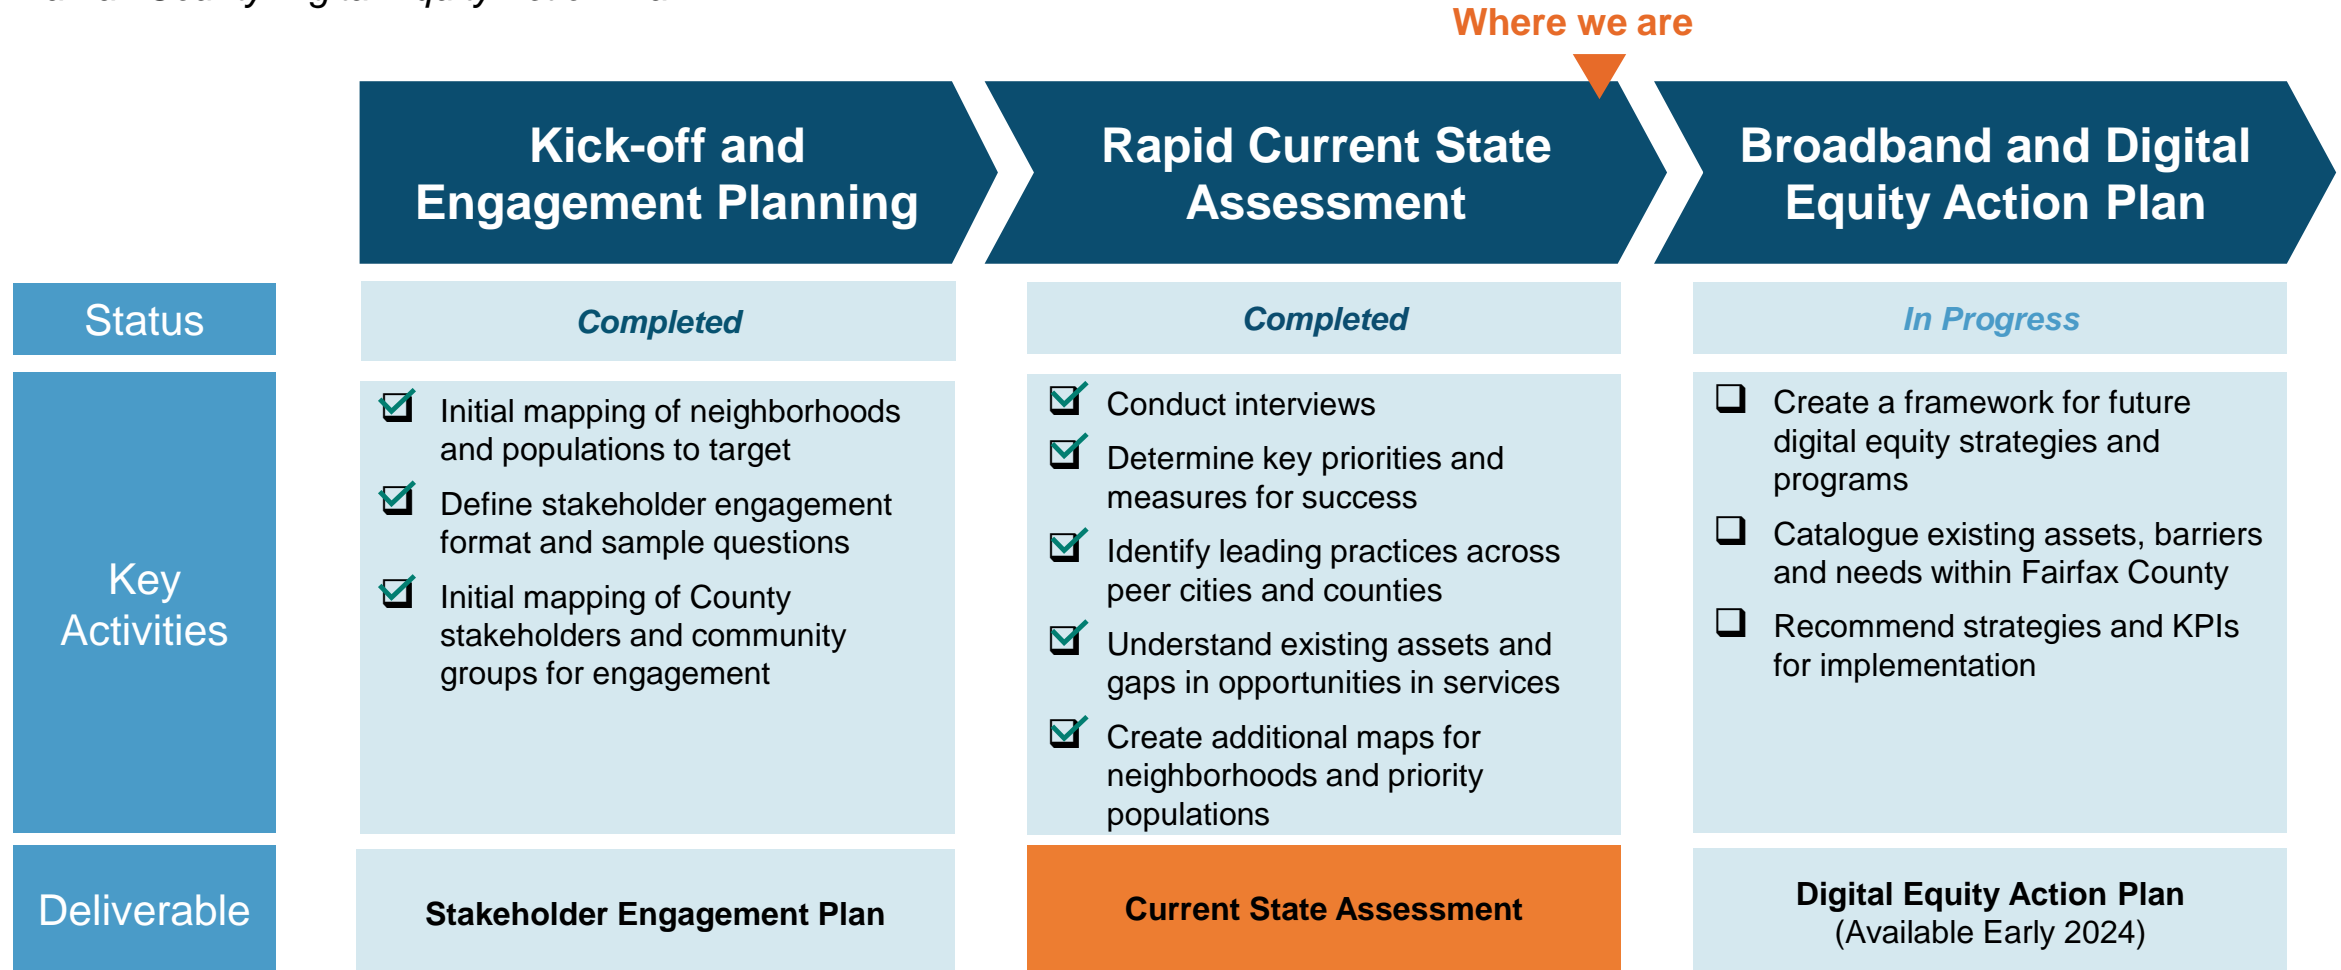 Where we are
Kick-off and
Engagement Planning
Rapid Current State
Assessment
Broadband and Digital
Equity Action Plan
Status
Completed
Completed
In Progress
Key
Activities
Initial mapping of neighborhoods
and populations to target
Define stakeholder engagement
format and sample questions
Initial mapping of County
stakeholders and community
groups for engagement
Conduct interviews
Determine key priorities and
measures for success
Identify leading practices across
peer cities and counties
Understand existing assets and
gaps in opportunities in services
Create additional maps for
neighborhoods and priority
populations
Create a framework for future
digital equity strategies and
programs
Catalogue existing assets, barriers
and needs within Fairfax County
Recommend strategies and KPIs
for implementation
Deliverable
Stakeholder Engagement Plan
Current State Assessment
Digital Equity Action Plan
(Available Early 2024)